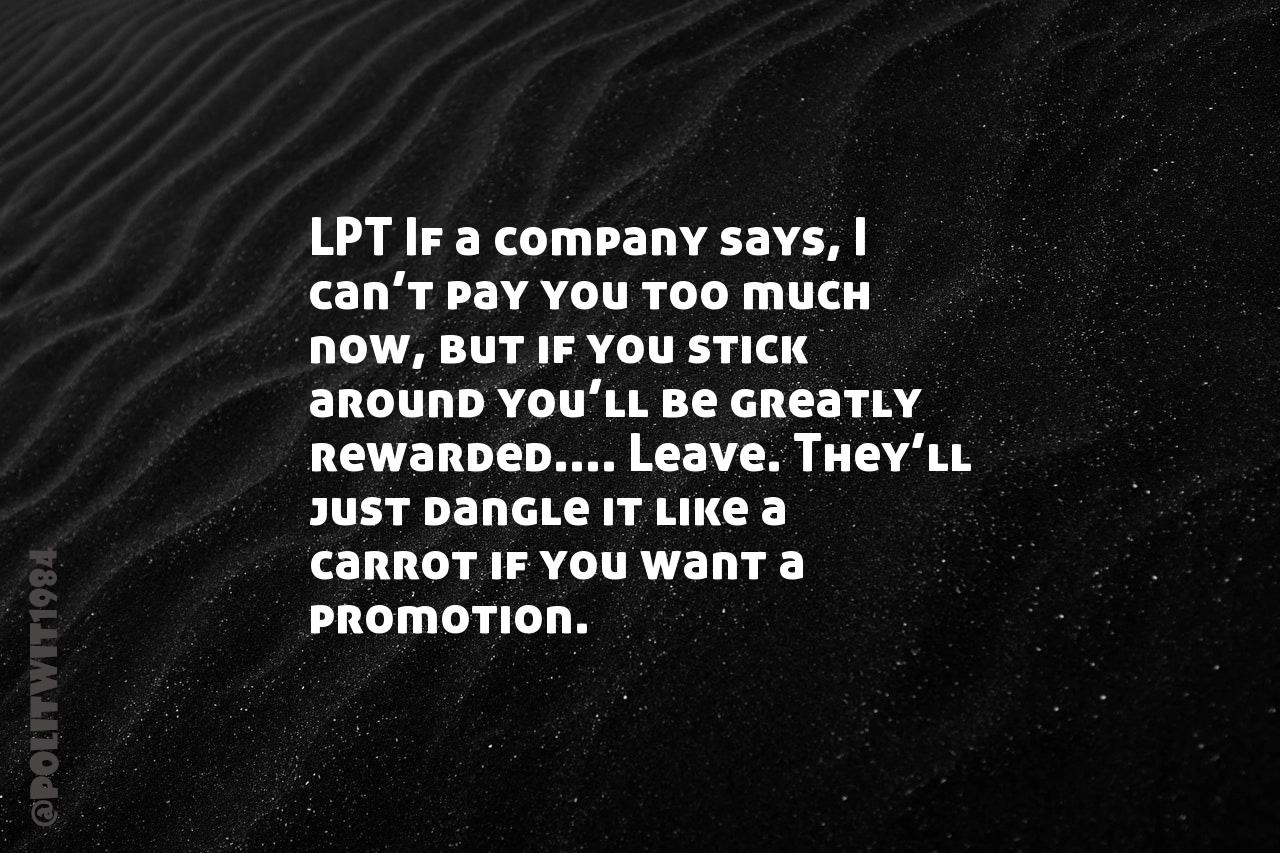 LPT If a company says, I
can't pay you too much
now, but if you stick
around you'll be greatly
rewarded.... Leave. They'll
just dangle it like a
carrot if you want a
promotion.
@POLITWIT1984